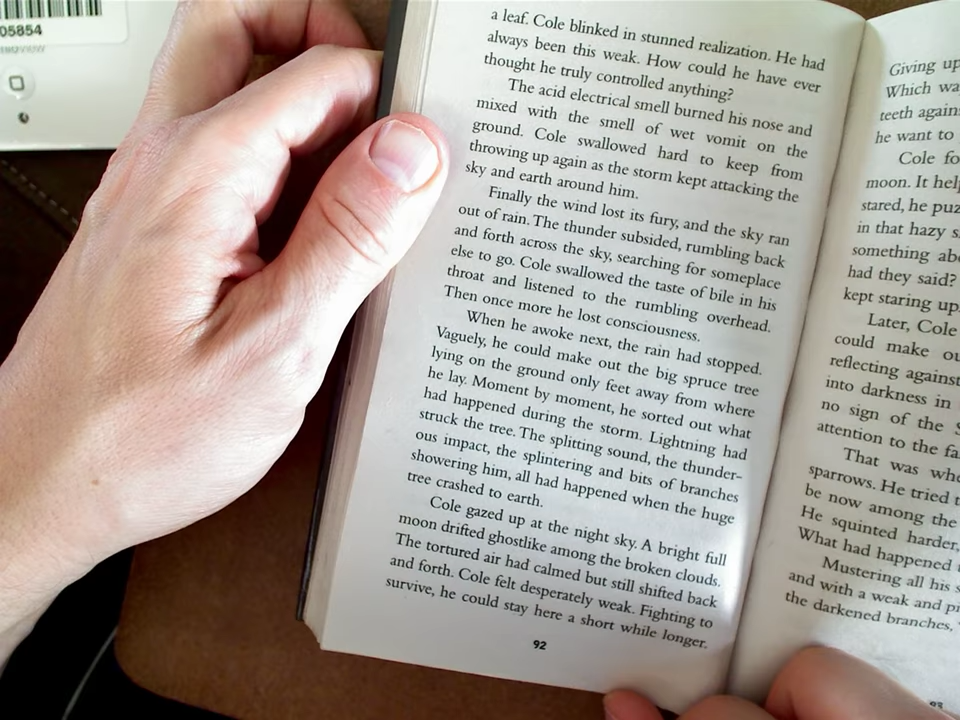 05854
a leaf. Cole blinked in stunned realization. He had
always been this weak. How could he have ever
thought he truly controlled anything?
The acid electrical smell burned his nose and
mixed with the smell of wet vomit on the
ground. Cole swallowed hard to keep from
throwing up again as the storm kept attacking the
sky and earth around him.
Finally the wind lost its fury, and the sky ran
out of rain. The thunder subsided, rumbling back
and forth across the sky, searching for someplace
else to go. Cole swallowed the taste of bile in his
throat and listened to the rumbling overhead.
Then once more he lost consciousness.
When he awoke next, the rain had stopped.
Vaguely, he could make out the big spruce tree
lying on the ground only feet away from where
he lay. Moment by moment, he sorted out what
had happened during the storm. Lightning had
struck the tree. The splitting sound, the thunder-
ous impact, the splintering and bits of branches
showering him, all had happened when the huge
tree crashed to earth.
Cole gazed up at the night sky. A bright full
moon drifted ghostlike among the broken clouds.
The tortured air had calmed but still shifted back
and forth. Cole felt desperately weak. Fighting to
survive, he could stay here a short while longer.
92
Giving up
Which wa
teeth again
he want to
Cole fo
moon. It help
stared, he puz
in that hazy s
something abo
had they said?
kept staring up
Later, Cole
could make ou
reflecting against
into darkness in
no sign of the S
attention to the fa
That was whe
sparrows. He tried t
be now among the
He squinted harder,
What had happened t
Mustering all his s
and with a weak and pi
the darkened branches,
93